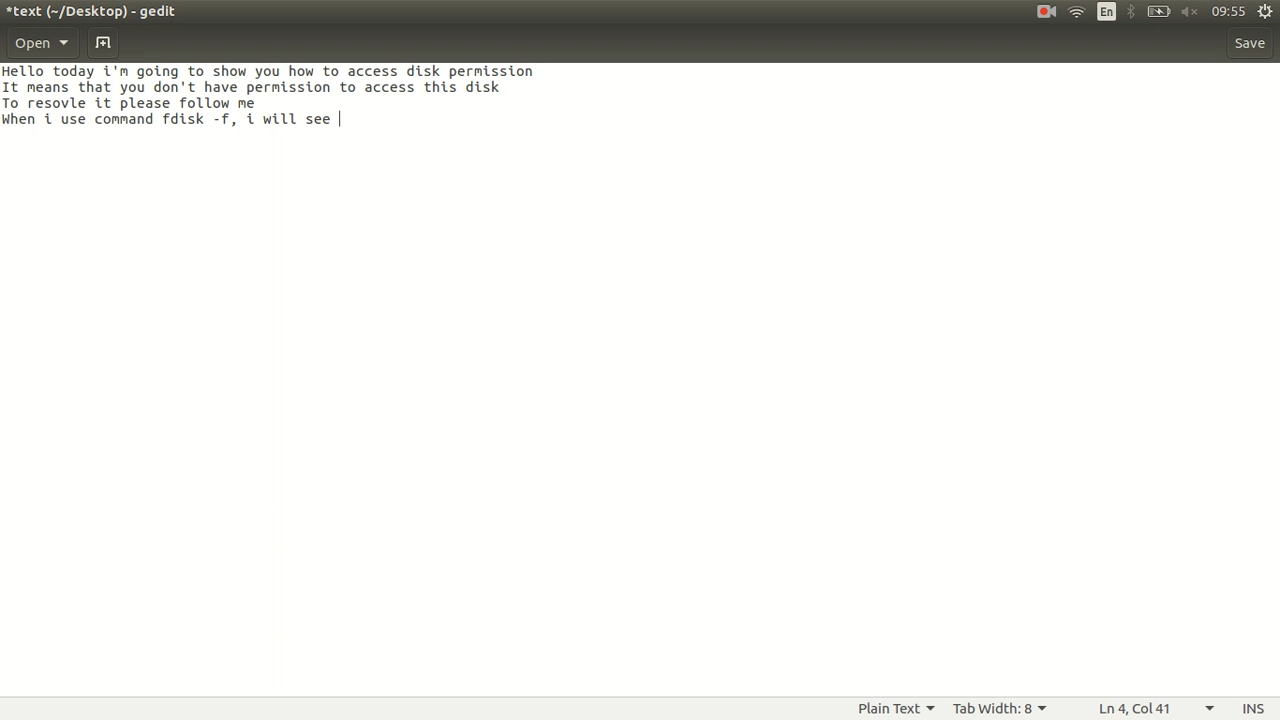 *text (~/Desktop) - gedit
En
09:55
Open
Save
Hello today i'm going to show you how to access disk permission
It means that you don't have permission to access this disk
To resovle it please follow me
When i use command fdisk -f, i will see
Plain Text
Tab Width: 8
Ln 4, Col 41
INS